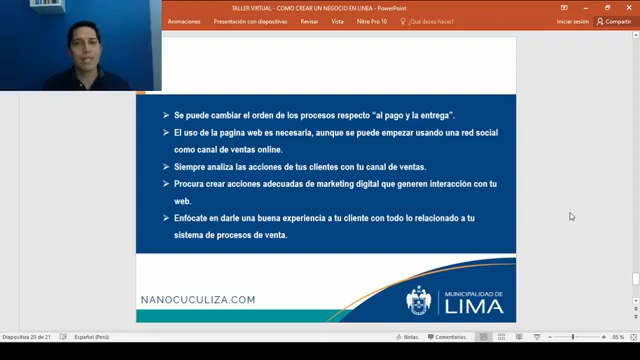 TALLER VIRTUAL - COMO CREAR UN NEGOCIO EN LINEA - PowerPoint
Animaciones Presentación con diapositivas Revisar Vista Nitro Pro 10 ¿Qué desea hacer? Iniciar sesión Compartir
➢ Se puede cambiar el orden de los procesos respecto "al pago y la entrega".
➢ El uso de la pagina web es necesaria, aunque se puede empezar usando una red social
como canal de ventas online.
➢ Siempre analiza las acciones de tus clientes con tu canal de ventas.
➢ Procura crear acciones adecuadas de marketing digital que generen interacción con tu
web.
➢ Enfócate en darle una buena experiencia a tu cliente con todo lo relacionado a tu
sistema de procesos de venta.
NANOCUCULIZA.COM
MUNICIPALIDAD DE
LIMA
Diapositiva 20 de 21 Español (Perú) Notas Comentarios 85 %